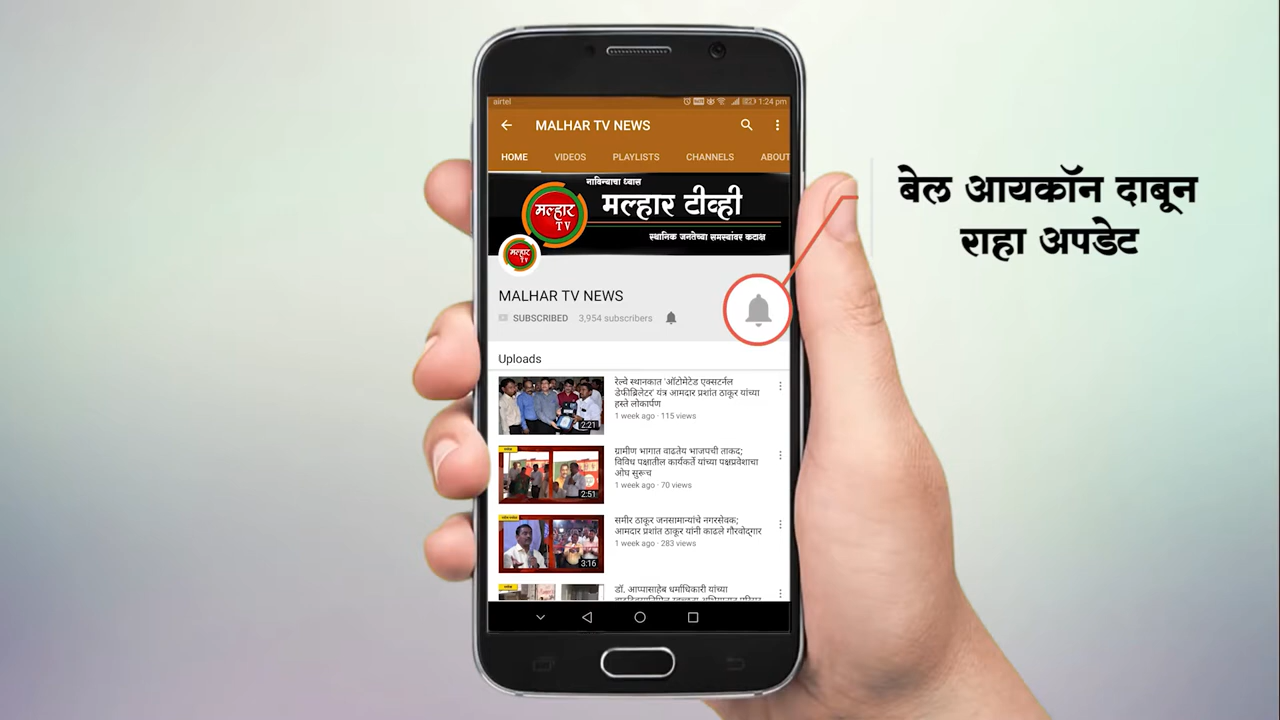 airtel
1:24 pm
MALHAR TV NEWS
HOME VIDEOS PLAYLISTS CHANNELS ABOUT
नाविन्याचा ध्यास
मल्हार टीव्ही
मल्हार
TV
स्थानिक जनतेच्या समस्यांवर कटाक्ष
मल्हार
TV
MALHAR TV NEWS
SUBSCRIBED 3,954 subscribers
Uploads
रेल्वे स्थानकात 'ऑटोमेटेड एक्सटर्नल
डेफीब्रिलेटर' यंत्र आमदार प्रशांत ठाकूर यांच्या
हस्ते लोकार्पण
1 week ago · 115 views
2:21
ग्रामीण भागात वाढतेय भाजपची ताकद;
विविध पक्षातील कार्यकर्ते यांच्या पक्षप्रवेशाचा
ओघ सुरूच
1 week ago · 70 views
2:51
समीर ठाकूर जनसामान्यांचे नगरसेवक;
आमदार प्रशांत ठाकूर यांनी काढले गौरवोद्गार
1 week ago · 283 views
3:16
डॉ. आप्पासाहेब धर्माधिकारी यांच्या
बेल आयकॉन दाबून
राहा अपडेट